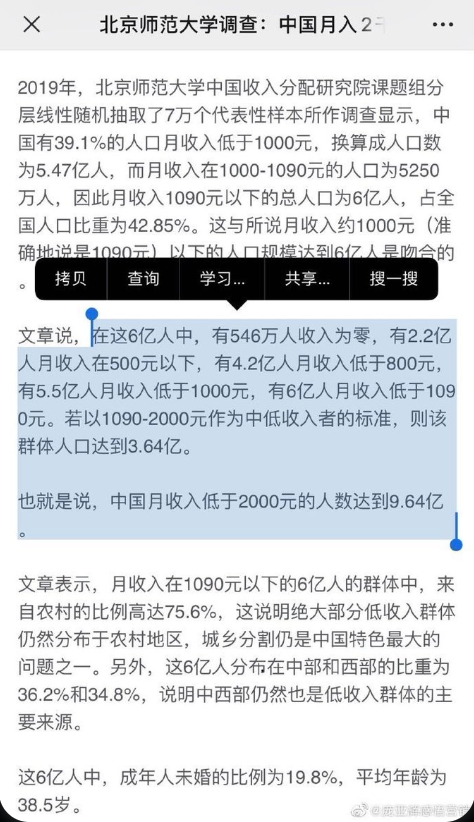 北京师范大学调查：中国月入2千
2019年，北京师范大学中国收入分配研究院课题组分
层线性随机抽取了7万个代表性样本所作调查显示，中
国有39.1%的人口月收入低于1000元，换算成人口数
为5.47亿人，而月收入在1000-1090元的人口为5250
万人，因此月收入1090元以下的总人口为6亿人，占全
国人口比重为42.85%。这与所说月收入约1000元（准
确地说是1090元）以下的人口规模达到6亿人是吻合的
。
拷贝 查询 学习... 共享... 搜一搜
文章说，在这6亿人中，有546万人收入为零，有2.2亿
人月收入在500元以下，有4.2亿人月收入低于800元，
有5.5亿人月收入低于1000元，有6亿人月收入低于109
0元。若以1090-2000元作为中低收入者的标准，则该
群体人口达到3.64亿。
也就是说，中国月收入低于2000元的人数达到9.64亿
。
文章表示，月收入在1090元以下的6亿人的群体中，来
自农村的比例高达75.6%，这说明绝大部分低收入群体
仍然分布于农村地区，城乡分割仍是中国特色最大的
问题之一。另外，这6亿人分布在中部和西部的比重为
36.2%和34.8%，说明中西部仍然也是低收入群体的主
要来源。
这6亿人中，成年人未婚的比例为19.8%，平均年龄为
38.5岁。